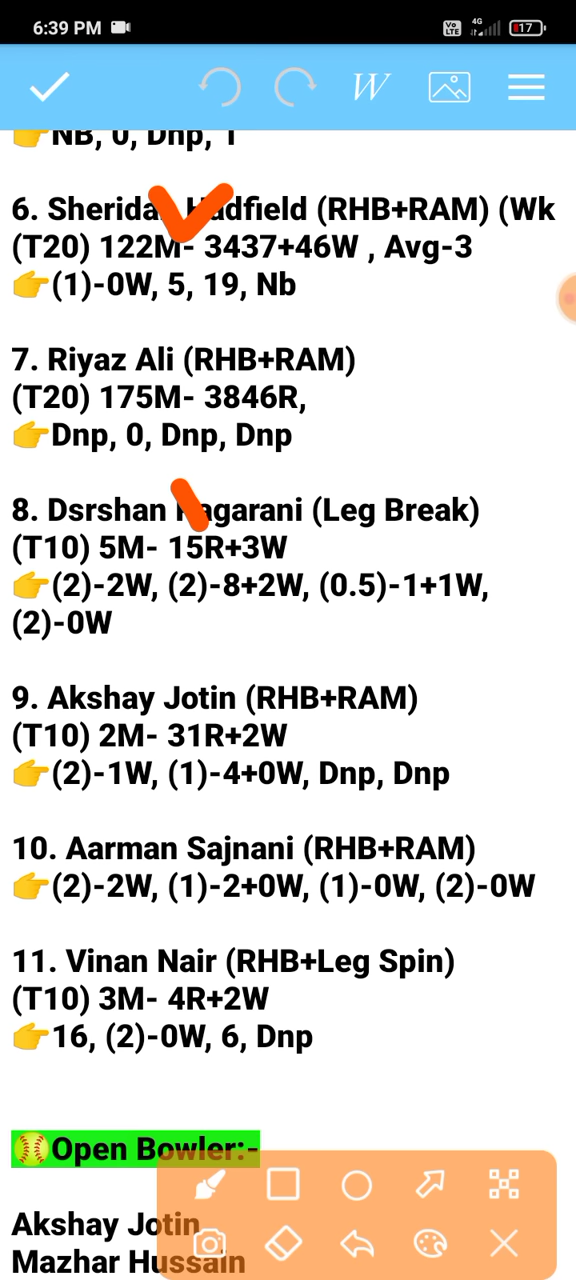 6:39 PM
Vo LTE 4G 17
W
👉NB, 0, Dnp, 1
6. Sherida Hadfield (RHB+RAM) (Wk
(T20) 122M- 3437+46W , Avg-3
👉(1)-0W, 5, 19, Nb
7. Riyaz Ali (RHB+RAM)
(T20) 175M- 3846R,
👉Dnp, 0, Dnp, Dnp
8. Dsrshan agarani (Leg Break)
(T10) 5M- 15R+3W
👉(2)-2W, (2)-8+2W, (0.5)-1+1W,
(2)-0W
9. Akshay Jotin (RHB+RAM)
(T10) 2M- 31R+2W
👉(2)-1W, (1)-4+0W, Dnp, Dnp
10. Aarman Sajnani (RHB+RAM)
👉(2)-2W, (1)-2+0W, (1)-0W, (2)-0W
11. Vinan Nair (RHB+Leg Spin)
(T10) 3M- 4R+2W
👉16, (2)-0W, 6, Dnp
⚾Open Bowler:-
Akshay Jotin
Mazhar Hussain